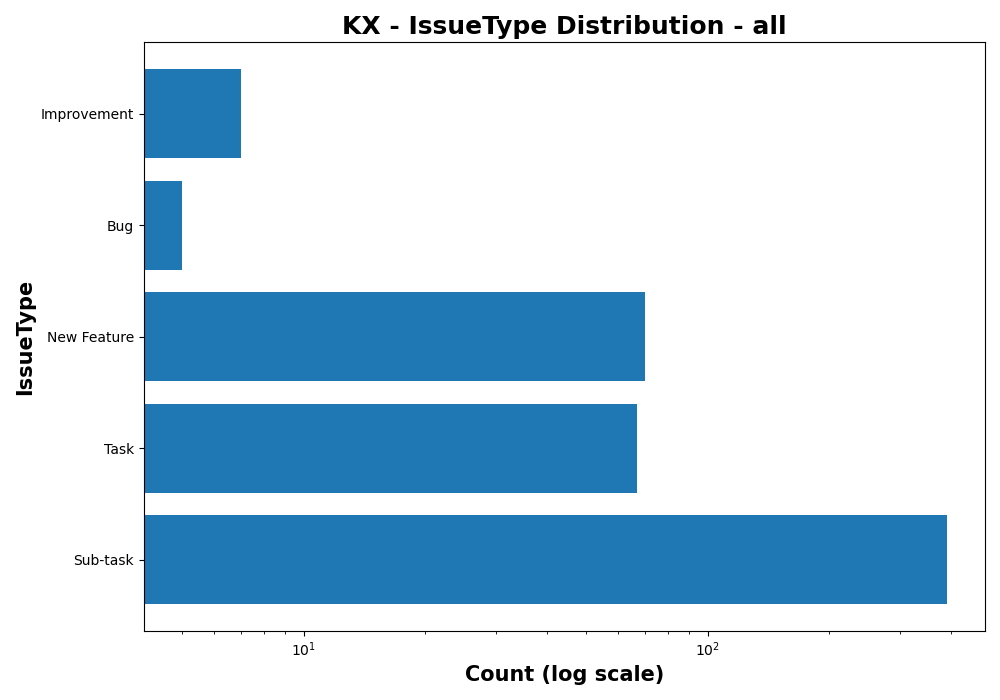 KX - IssueType Distribution - all
IssueType
Improvement
Bug
New Feature
Task
Sub-task
10¹
10²
Count (log scale)